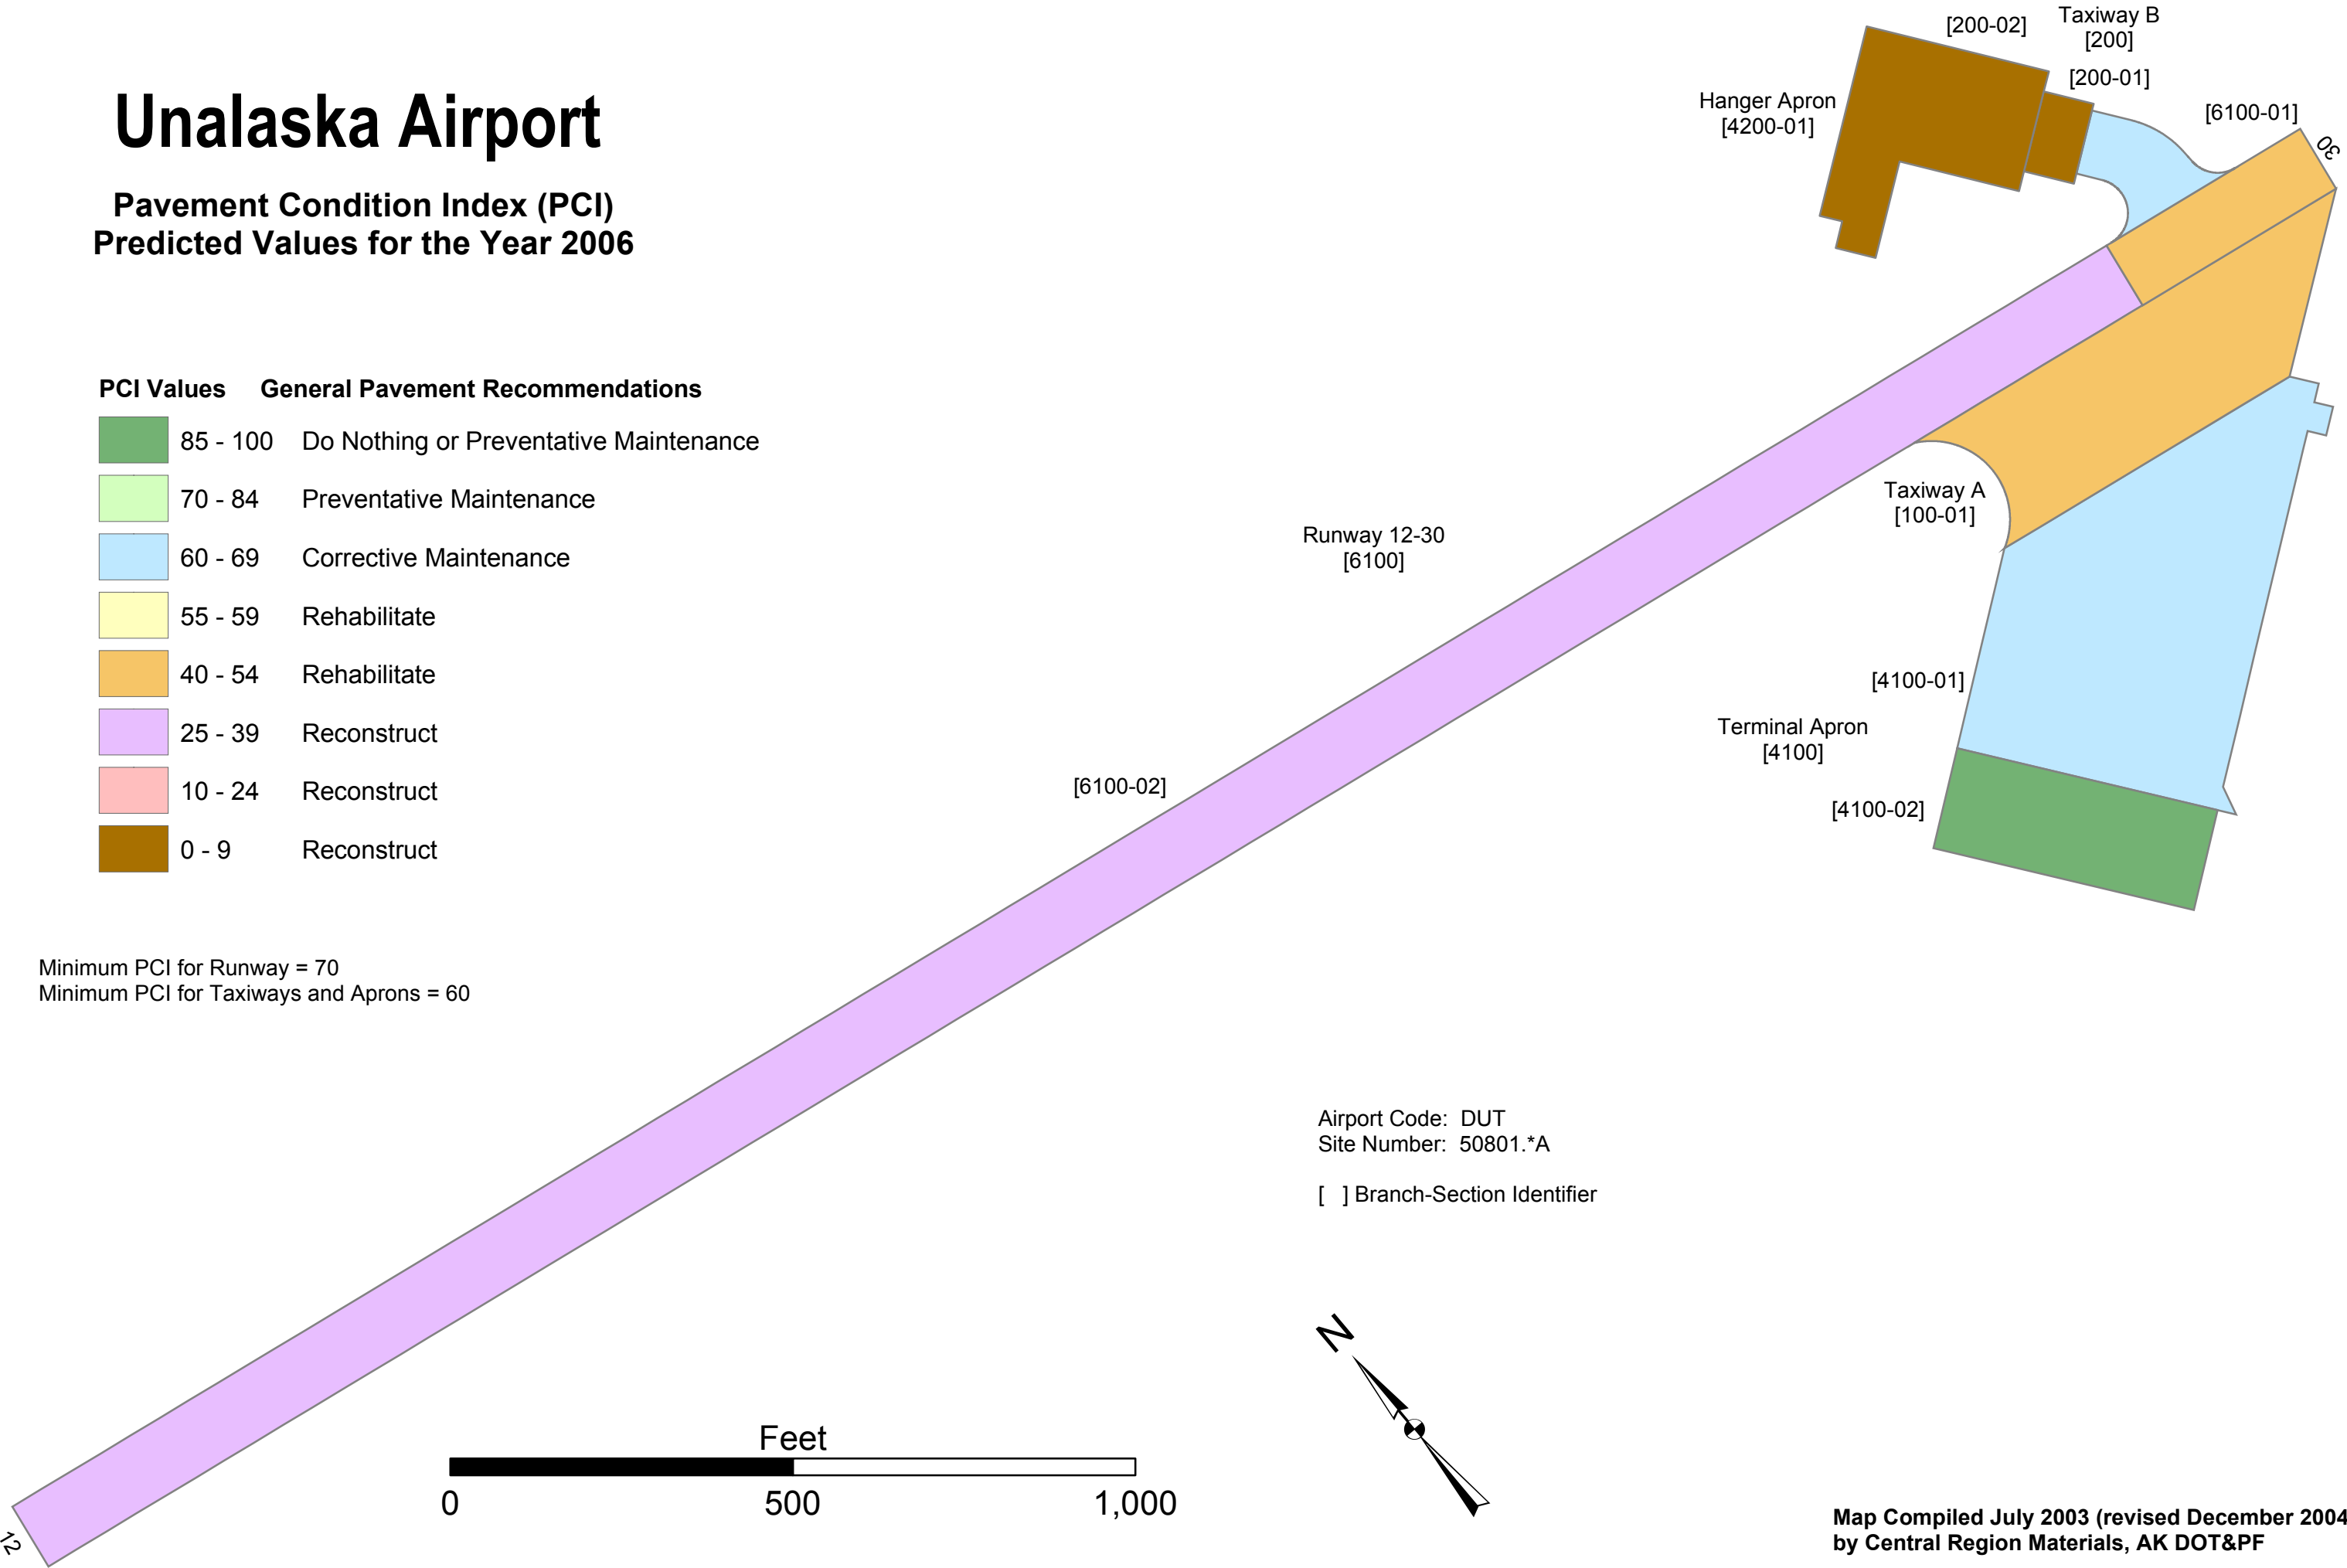 Unalaska Airport
Pavement Condition Index (PCI)
Predicted Values for the Year 2006
PCI Values General Pavement Recommendations
85 - 100 Do Nothing or Preventative Maintenance
70 - 84 Preventative Maintenance
60 - 69 Corrective Maintenance
55 - 59 Rehabilitate
40 - 54 Rehabilitate
25 - 39 Reconstruct
10 - 24 Reconstruct
0 - 9 Reconstruct
Minimum PCI for Runway = 70
Minimum PCI for Taxiways and Aprons = 60
[200-02]
Taxiway B
[200]
[200-01]
Hanger Apron
[4200-01]
[6100-01]
30
Taxiway A
[100-01]
Runway 12-30
[6100]
[4100-01]
Terminal Apron
[4100]
[6100-02]
[4100-02]
Airport Code: DUT
Site Number: 50801.*A
[ ] Branch-Section Identifier
N
Feet
0 500 1,000
12
Map Compiled July 2003 (revised December 2004
by Central Region Materials, AK DOT&PF